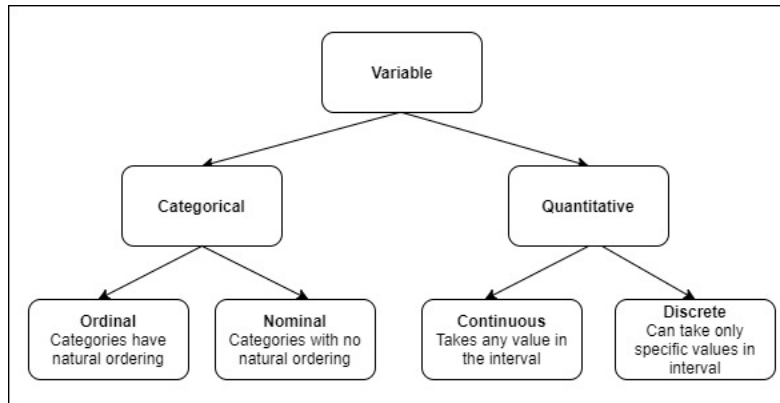 Variable
Categorical
Quantitative
Ordinal
Categories have
natural ordering
Nominal
Categories with no
natural ordering
Continuous
Takes any value in
the interval
Discrete
Can take only
specific values in
interval